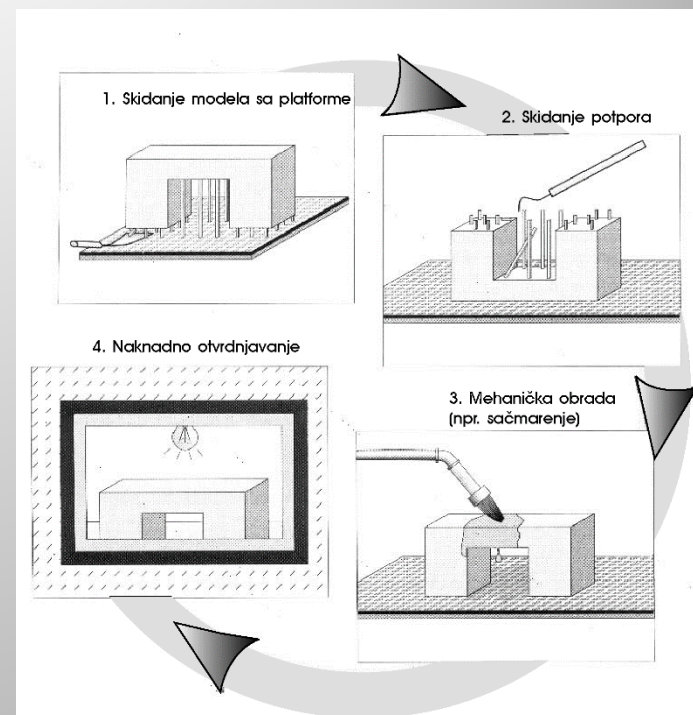 1. Skidanje modela sa platforme
2. Skidanje potpora
3. Mehanička obrada
(npr. sačmarenje)
4. Naknadno otvrdnjavanje